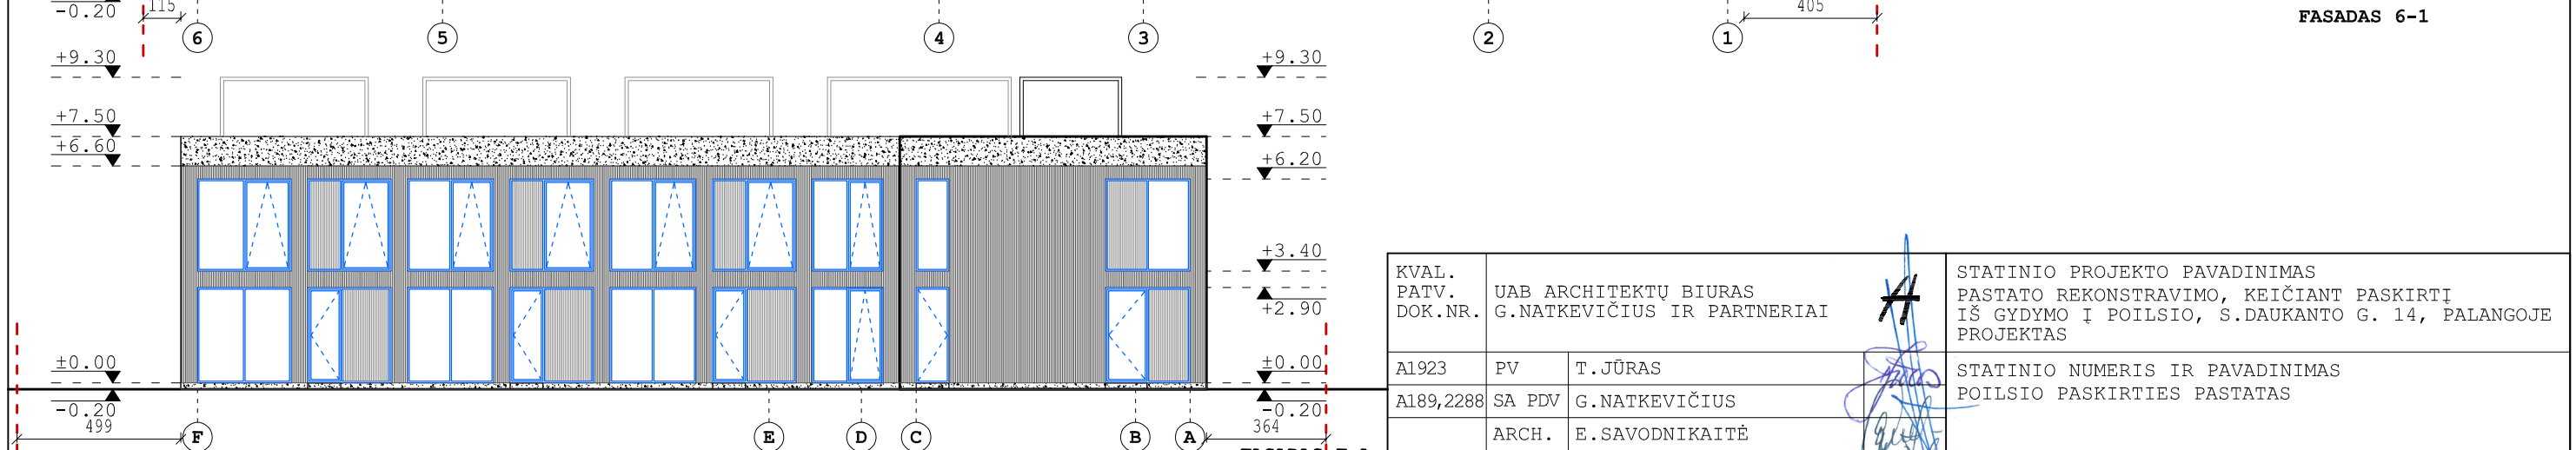 -0.20
115
405
FASADAS 6-1
6
5
4
3
2
1
+9.30
+9.30
+7.50
+7.50
+6.60
+6.20
+3.40
+2.90
±0.00
±0.00
-0.20
-0.20
499
364
F
E
D
C
B
A
KVAL.
PATV.
DOK.NR.
UAB ARCHITEKTŲ BIURAS
G.NATKEVIČIUS IR PARTNERIAI
STATINIO PROJEKTO PAVADINIMAS
PASTATO REKONSTRAVIMO, KEIČIANT PASKIRTĮ
IŠ GYDYMO Į POILSIO, S.DAUKANTO G. 14, PALANGOJE
PROJEKTAS
A1923 PV T.JŪRAS
A189,2288 SA PDV G.NATKEVIČIUS
ARCH. E.SAVODNIKAITĖ
STATINIO NUMERIS IR PAVADINIMAS
POILSIO PASKIRTIES PASTATAS